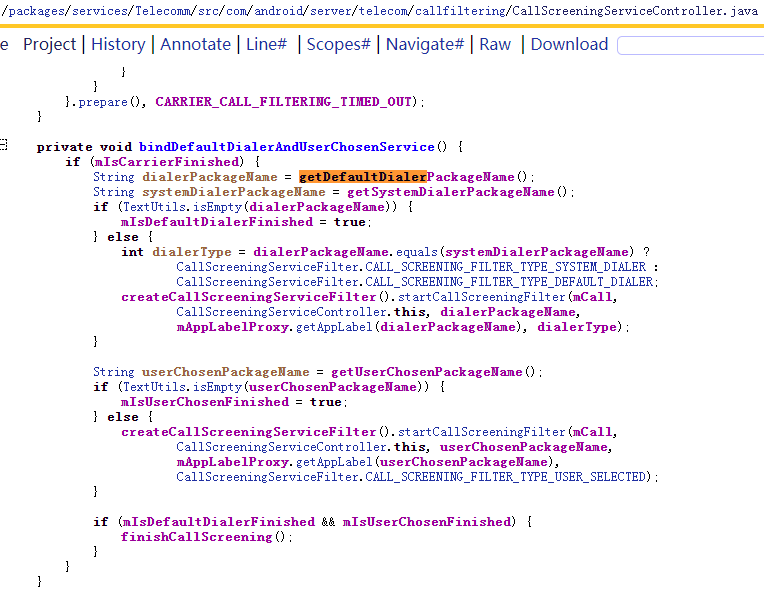 /packages/services/Telecomm/src/com/android/server/telecom/callfiltering/CallScreeningServiceController.java
e Project | History | Annotate | Line# | Scopes# | Navigate# | Raw | Download
}
}
}.prepare(), CARRIER_CALL_FILTERING_TIMED_OUT);
}
private void bindDefaultDialerAndUserChosenService() {
if (mIsCarrierFinished) {
String dialerPackageName = getDefaultDialerPackageName();
String systemDialerPackageName = getSystemDialerPackageName();
if (TextUtils.isEmpty(dialerPackageName)) {
mIsDefaultDialerFinished = true;
} else {
int dialerType = dialerPackageName.equals(systemDialerPackageName) ?
CallScreeningServiceFilter.CALL_SCREENING_FILTER_TYPE_SYSTEM_DIALER :
CallScreeningServiceFilter.CALL_SCREENING_FILTER_TYPE_DEFAULT_DIALER;
createCallScreeningServiceFilter().startCallScreeningFilter(mCall,
CallScreeningServiceController.this, dialerPackageName,
mAppLabelProxy.getAppLabel(dialerPackageName), dialerType);
}
String userChosenPackageName = getUserChosenPackageName();
if (TextUtils.isEmpty(userChosenPackageName)) {
mIsUserChosenFinished = true;
} else {
createCallScreeningServiceFilter().startCallScreeningFilter(mCall,
CallScreeningServiceController.this, userChosenPackageName,
mAppLabelProxy.getAppLabel(userChosenPackageName),
CallScreeningServiceFilter.CALL_SCREENING_FILTER_TYPE_USER_SELECTED);
}
if (mIsDefaultDialerFinished && mIsUserChosenFinished) {
finishCallScreening();
}
}
}